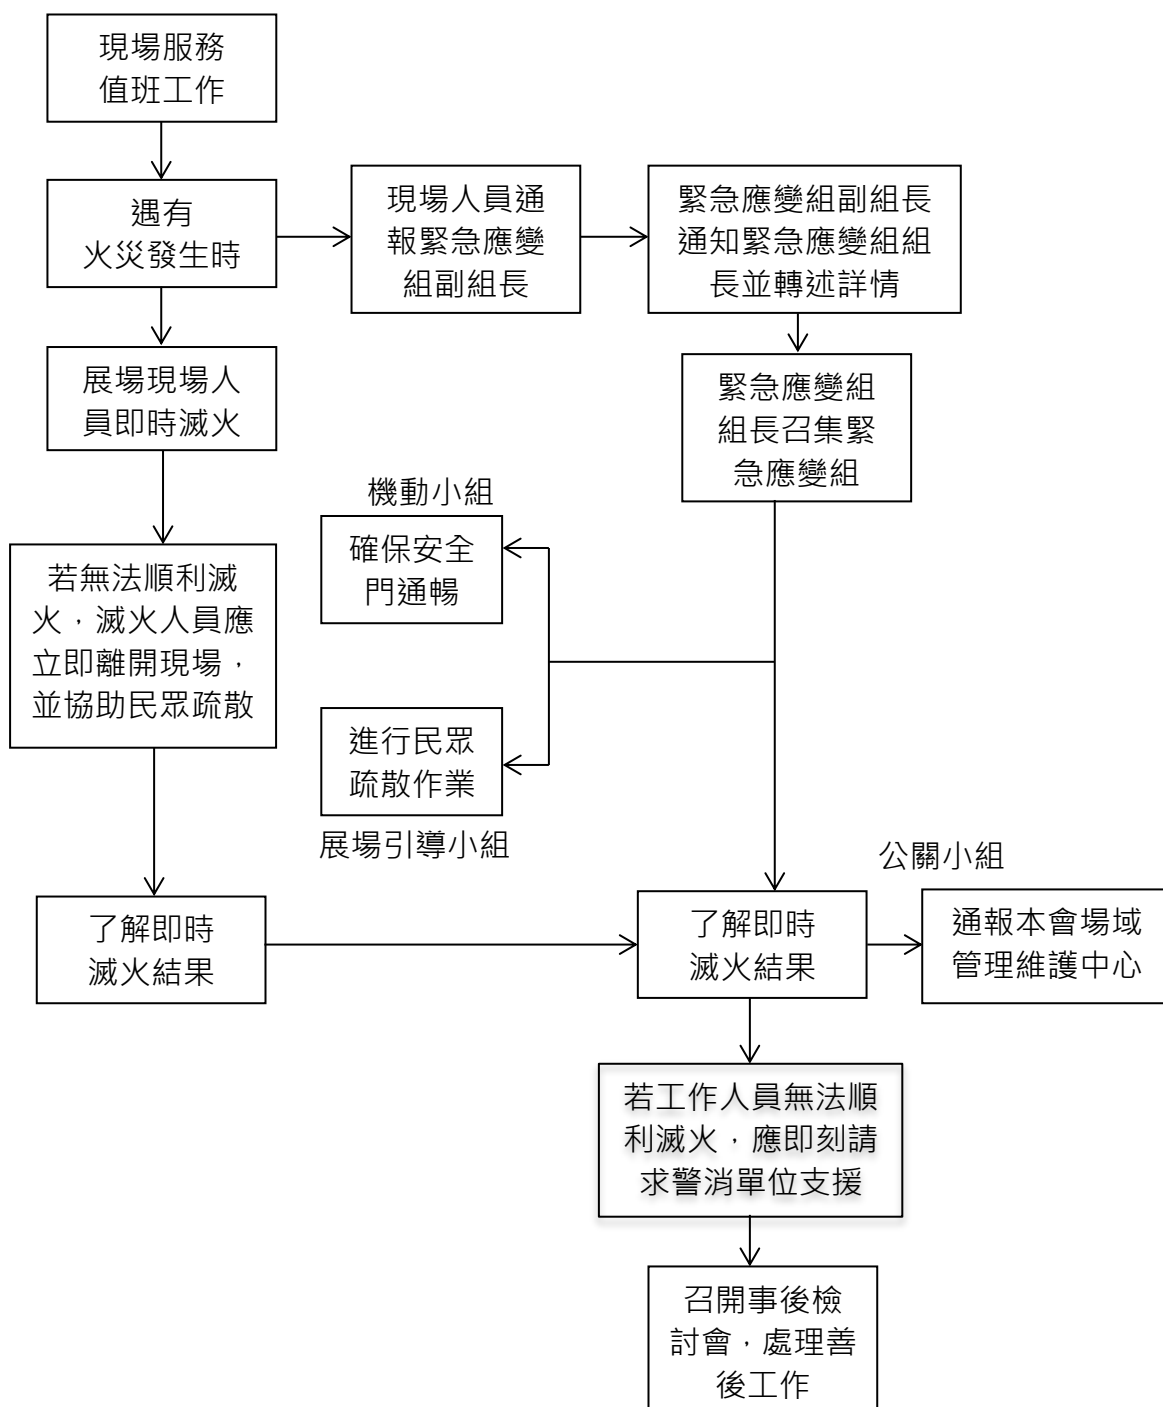 現場服務
值班工作
遇有
火災發生時
現場人員通
報緊急應變
組副組長
緊急應變組副組長
通知緊急應變組組
長並轉述詳情
展場現場人
員即時滅火
緊急應變組
組長召集緊
急應變組
機動小組
確保安全
門通暢
若無法順利滅
火，滅火人員應
立即離開現場，
並協助民眾疏散
進行民眾
疏散作業
展場引導小組
公關小組
了解即時
滅火結果
了解即時
滅火結果
通報本會場域
管理維護中心
若工作人員無法順
利滅火，應即刻請
求警消單位支援
召開事後檢
討會，處理善
後工作